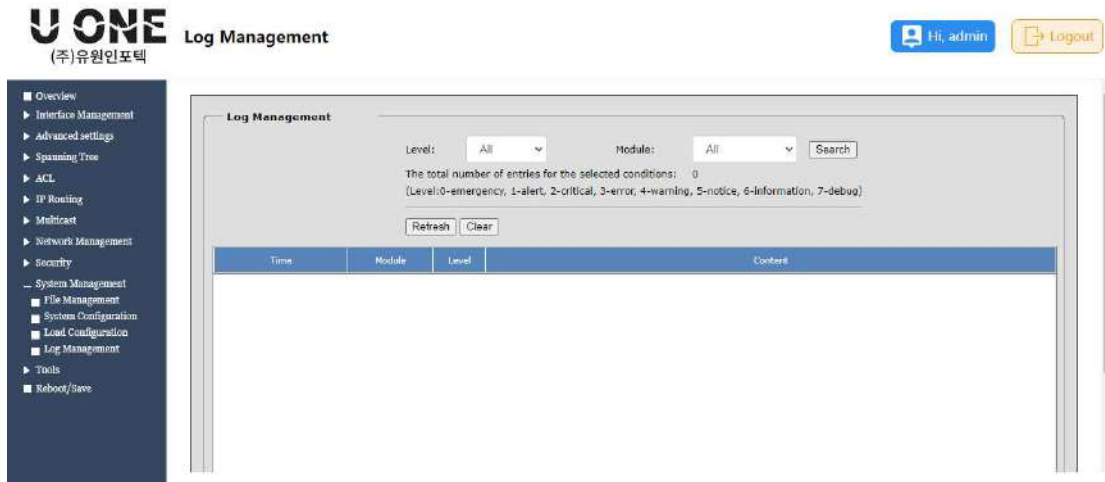 U ONE
(주)유원인포텍
Log Management
Hi, admin
Logout
Overview
Interface Management
Advanced settings
Spanning Tree
ACL
IP Routing
Multicast
Network Management
Security
System Management
File Management
System Configuration
Load Configuration
Log Management
Tools
Reboot/Save
Log Management
Level: All Module: All Search
The total number of entries for the selected conditions: 0
(Level:0-emergency, 1-alert, 2-critical, 3-error, 4-warning, 5-notice, 6-information, 7-debug)
Refresh Clear
Time Module Level Content